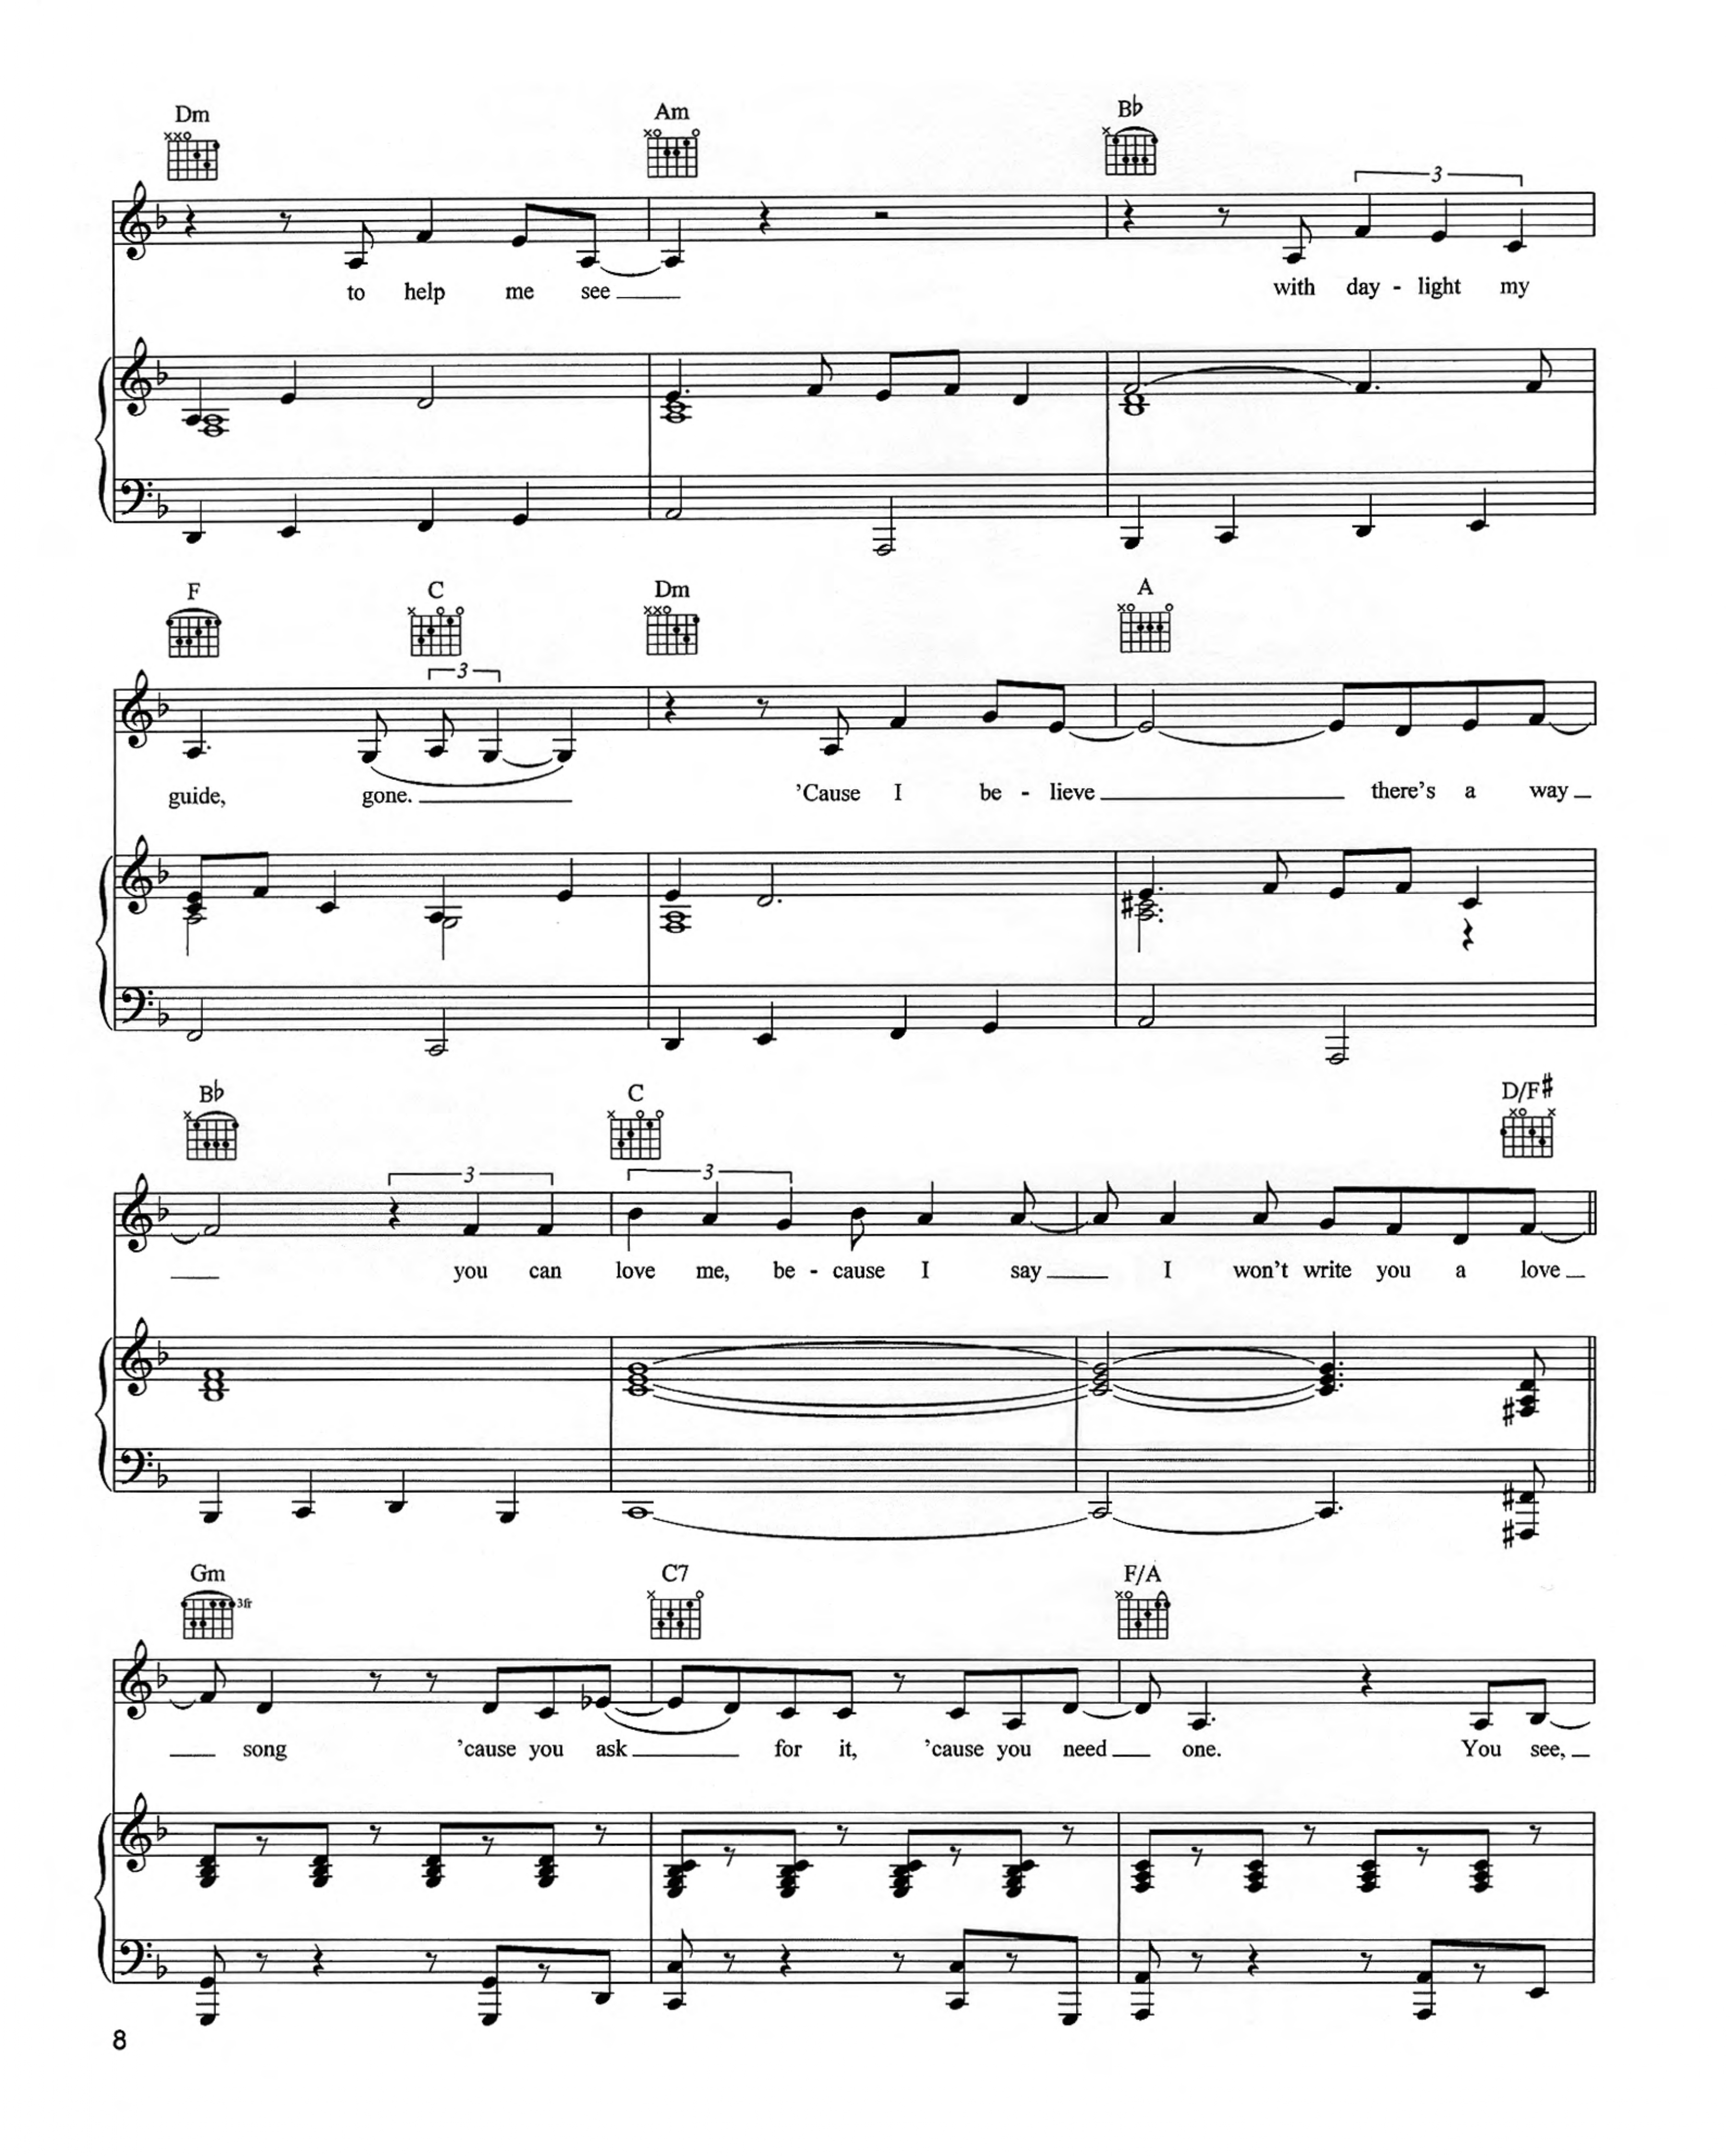 Dm Am B♭
3
to help me see with day - light my
F C Dm A
3
guide, gone. 'Cause I be - lieve there's a way
B♭ C D/F♯
3 3
you can love me, be - cause I say I won't write you a love
Gm C7 F/A
3fr
song 'cause you ask for it, 'cause you need one. You see,
8